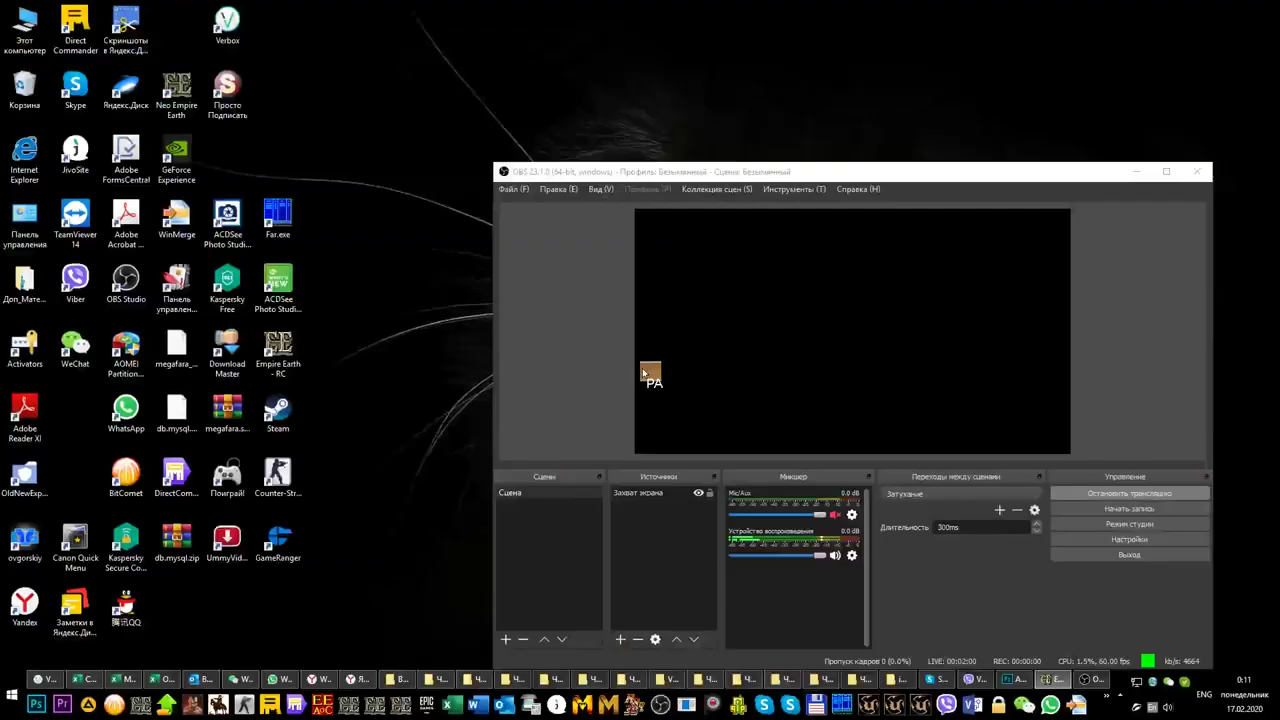 Этот
компьютер
Direct
Commander
Скриншоты
в Яндекс.Д...
Verbox
Корзина
Skype
Яндекс.Диск
Neo Empire
Earth
Просто
Подписать
Internet
Explorer
JivoSite
Adobe
FormsCentral
GeForce
Experience
Панель
управления
TeamViewer
14
Adobe
Acrobat ...
WinMerge
ACDSee
Photo Studi...
Far.exe
Доп_Мате...
Viber
OBS Studio
Панель
управлен...
Kaspersky
Free
ACDSee
Photo Studi...
Activators
WeChat
AOMEI
Partition...
megafara_...
Download
Master
Empire Earth
- RC
Adobe
Reader XI
WhatsApp
db.mysql....
megafara.s...
Steam
OldNewExp...
BitComet
DirectCom...
Поиграй!
Counter-Str...
ovgorskiy
Canon Quick
Menu
Kaspersky
Secure Co...
db.mysql.zip
UmmyVid...
GameRanger
Yandex
Заметки в
Яндекс.Ди...
腾讯QQ
OBS 23.1.0 (64-bit, windows) - Профиль: Безымянный - Сцены: Безымянный
Файл (F)
Правка (E)
Вид (V)
Коллекция сцен (S)
Инструменты (T)
Справка (H)
PA
Сцены
Источники
Микшер
Переходы между сценами
Управление
Сцена
Захват экрана
Mic/Aux
0.0 dB
Устройство воспроизведения
0.0 dB
Затухание
Длительность
300ms
Остановить трансляцию
Начать запись
Режим студии
Настройки
Выход
Пропуск кадров 0 (0.0%)
LIVE: 00:02:00
REC: 00:00:00
CPU: 1.5%, 60.00 fps
kb/s: 4664
ENG
0:11
понедельник
17.02.2020